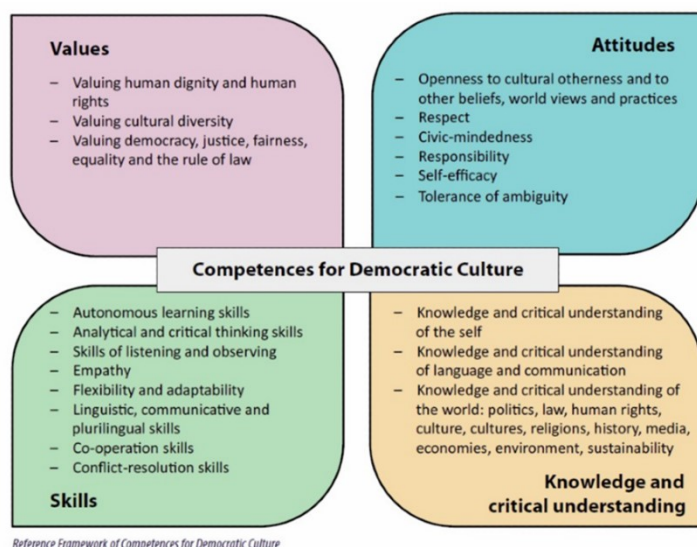 Values
– Valuing human dignity and human
rights
– Valuing cultural diversity
– Valuing democracy, justice, fairness,
equality and the rule of law
Attitudes
– Openness to cultural otherness and to
other beliefs, world views and practices
– Respect
– Civic-mindedness
– Responsibility
– Self-efficacy
– Tolerance of ambiguity
Competences for Democratic Culture
– Autonomous learning skills
– Analytical and critical thinking skills
– Skills of listening and observing
– Empathy
– Flexibility and adaptability
– Linguistic, communicative and
plurilingual skills
– Co-operation skills
– Conflict-resolution skills
Skills
– Knowledge and critical understanding
of the self
– Knowledge and critical understanding
of language and communication
– Knowledge and critical understanding of
the world: politics, law, human rights,
culture, cultures, religions, history, media,
economies, environment, sustainability
Knowledge and
critical understanding
Reference Framework of Competences for Democratic Culture